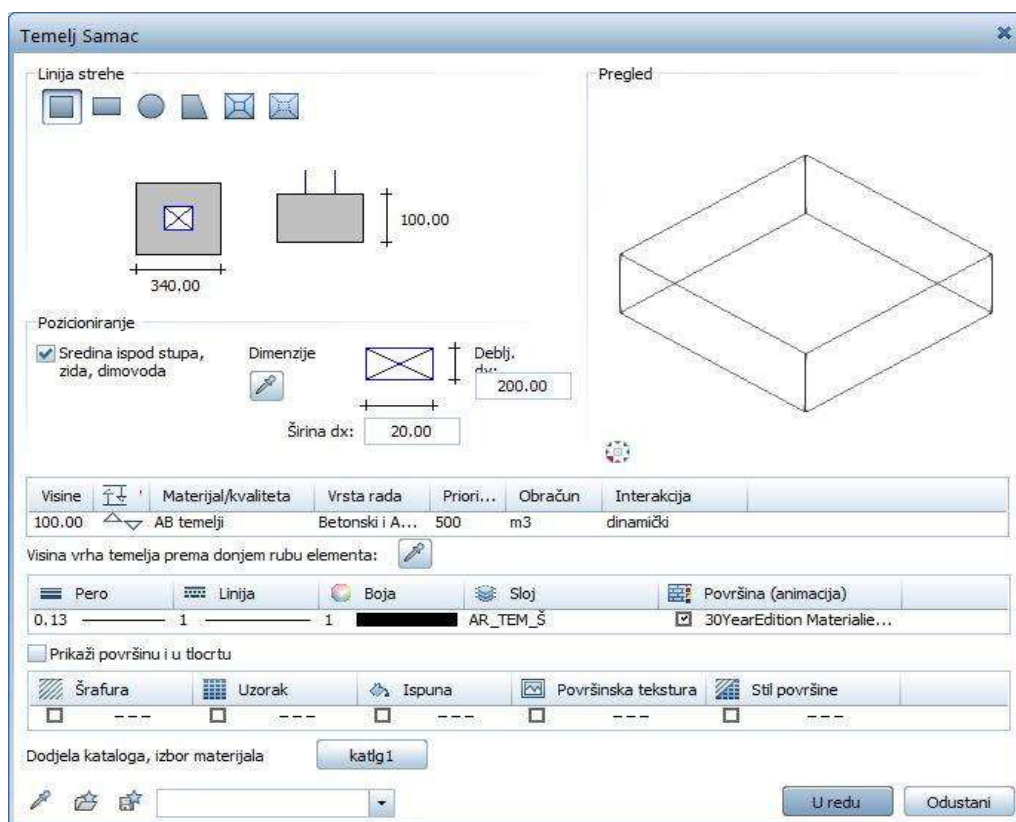 Temelj Samac
Linija strehe
Pregled
100.00
340.00
Pozicioniranje
Sredina ispod stupa,
zida, dimovoda
Dimenzije
Deblj.
dx:
200.00
Širina dx: 20.00
Visine Materijal/kvaliteta Vrsta rada Priori... Obračun Interakcija
100.00 AB temelji Betonski i A... 500 m3 dinamički
Visina vrha temelja prema donjem rubu elementa:
Pero Linija Boja Sloj Površina (animacija)
0.13 1 1 AR_TEM_Š 30YearEdition Materialie...
Prikaži površinu i u tlocrtu
Šrafura Uzorak Ispuna Površinska tekstura Stil površine
--- --- --- --- ---
Dodjela kataloga, izbor materijala katlg1
U redu Odustani